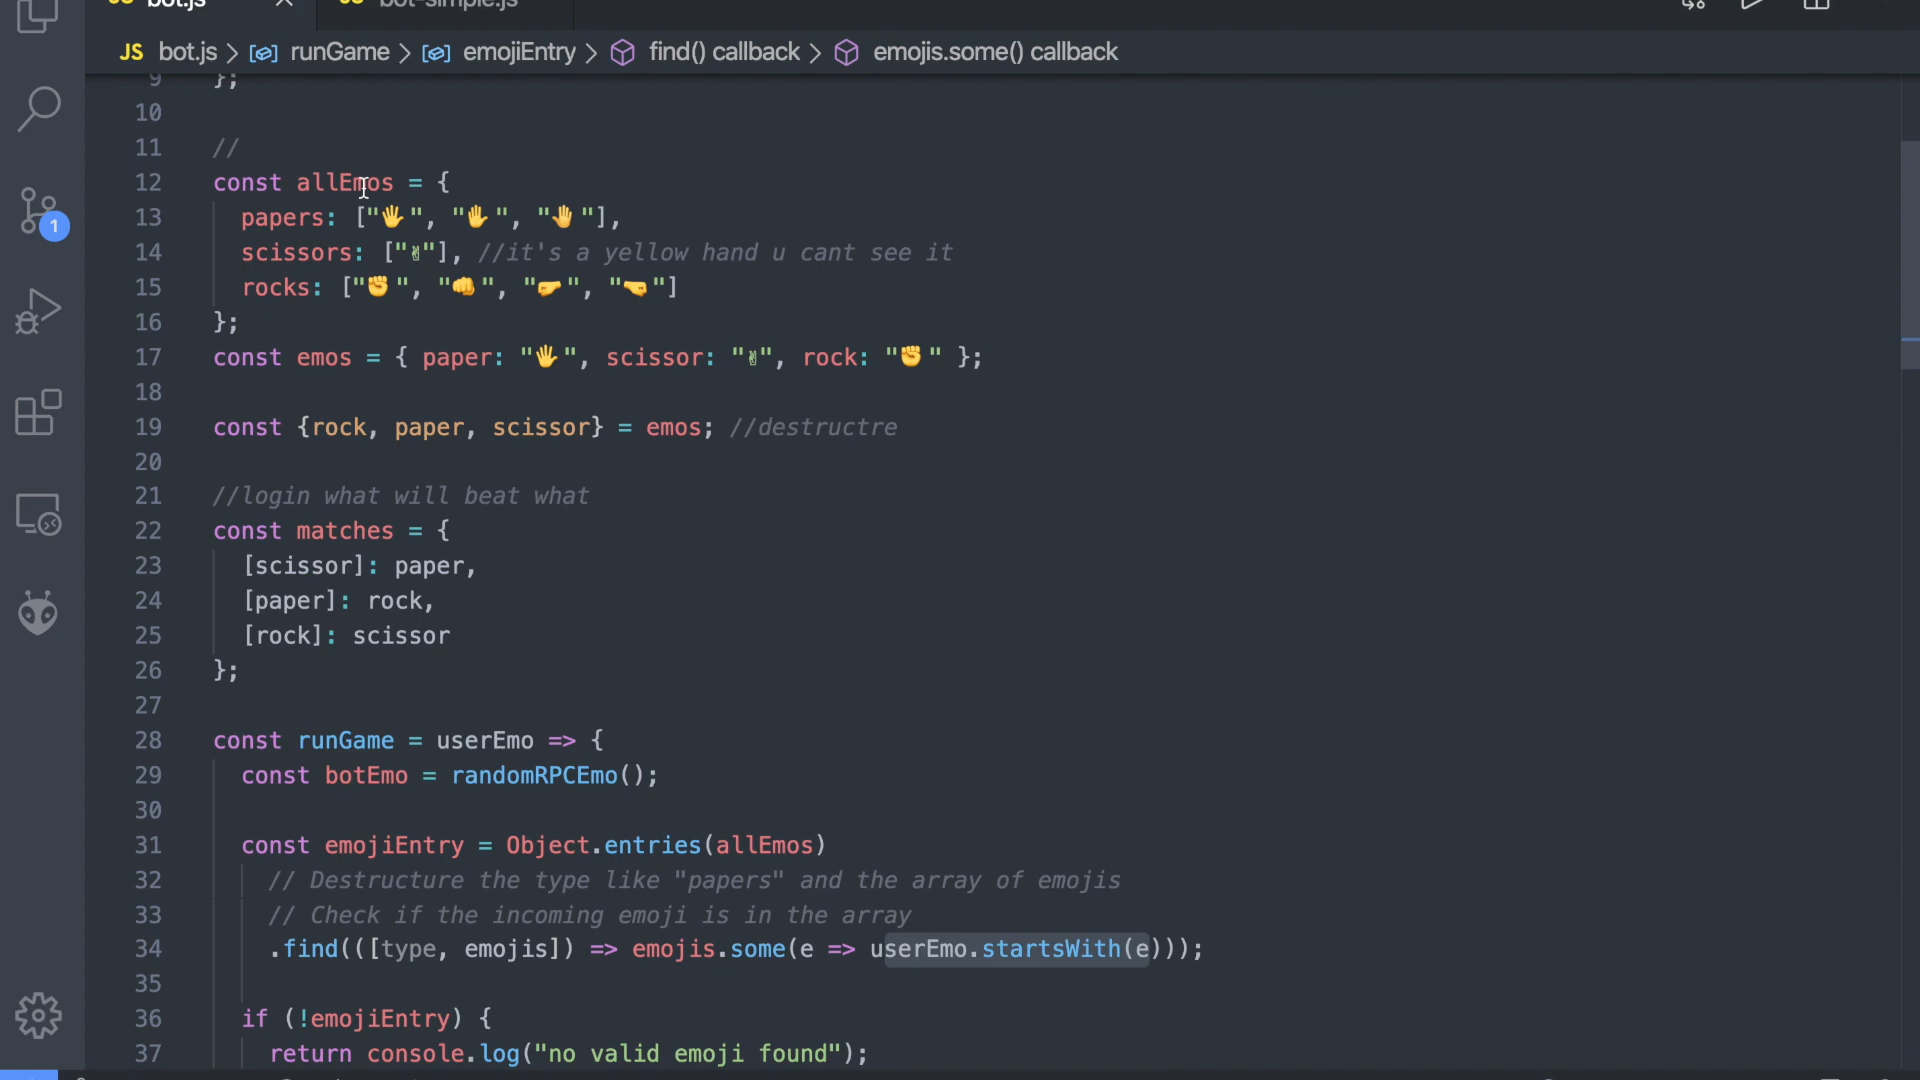 bot.js bot-simple.js
JS bot.js > runGame > emojiEntry > find() callback > emojis.some() callback
9 };
10
11 //
12 const allEmos = {
13 papers: ["🖐", "✋", "🤚"],
14 scissors: ["✌"], //it's a yellow hand u cant see it
15 rocks: ["✊", "👊", "🤛", "🤜"]
16 };
17 const emos = { paper: "🖐", scissor: "✌", rock: "✊" };
18
19 const {rock, paper, scissor} = emos; //destructre
20
21 //login what will beat what
22 const matches = {
23 [scissor]: paper,
24 [paper]: rock,
25 [rock]: scissor
26 };
27
28 const runGame = userEmo => {
29 const botEmo = randomRPCEmo();
30
31 const emojiEntry = Object.entries(allEmos)
32 // Destructure the type like "papers" and the array of emojis
33 // Check if the incoming emoji is in the array
34 .find(([type, emojis]) => emojis.some(e => userEmo.startsWith(e)));
35
36 if (!emojiEntry) {
37 return console.log("no valid emoji found");
1